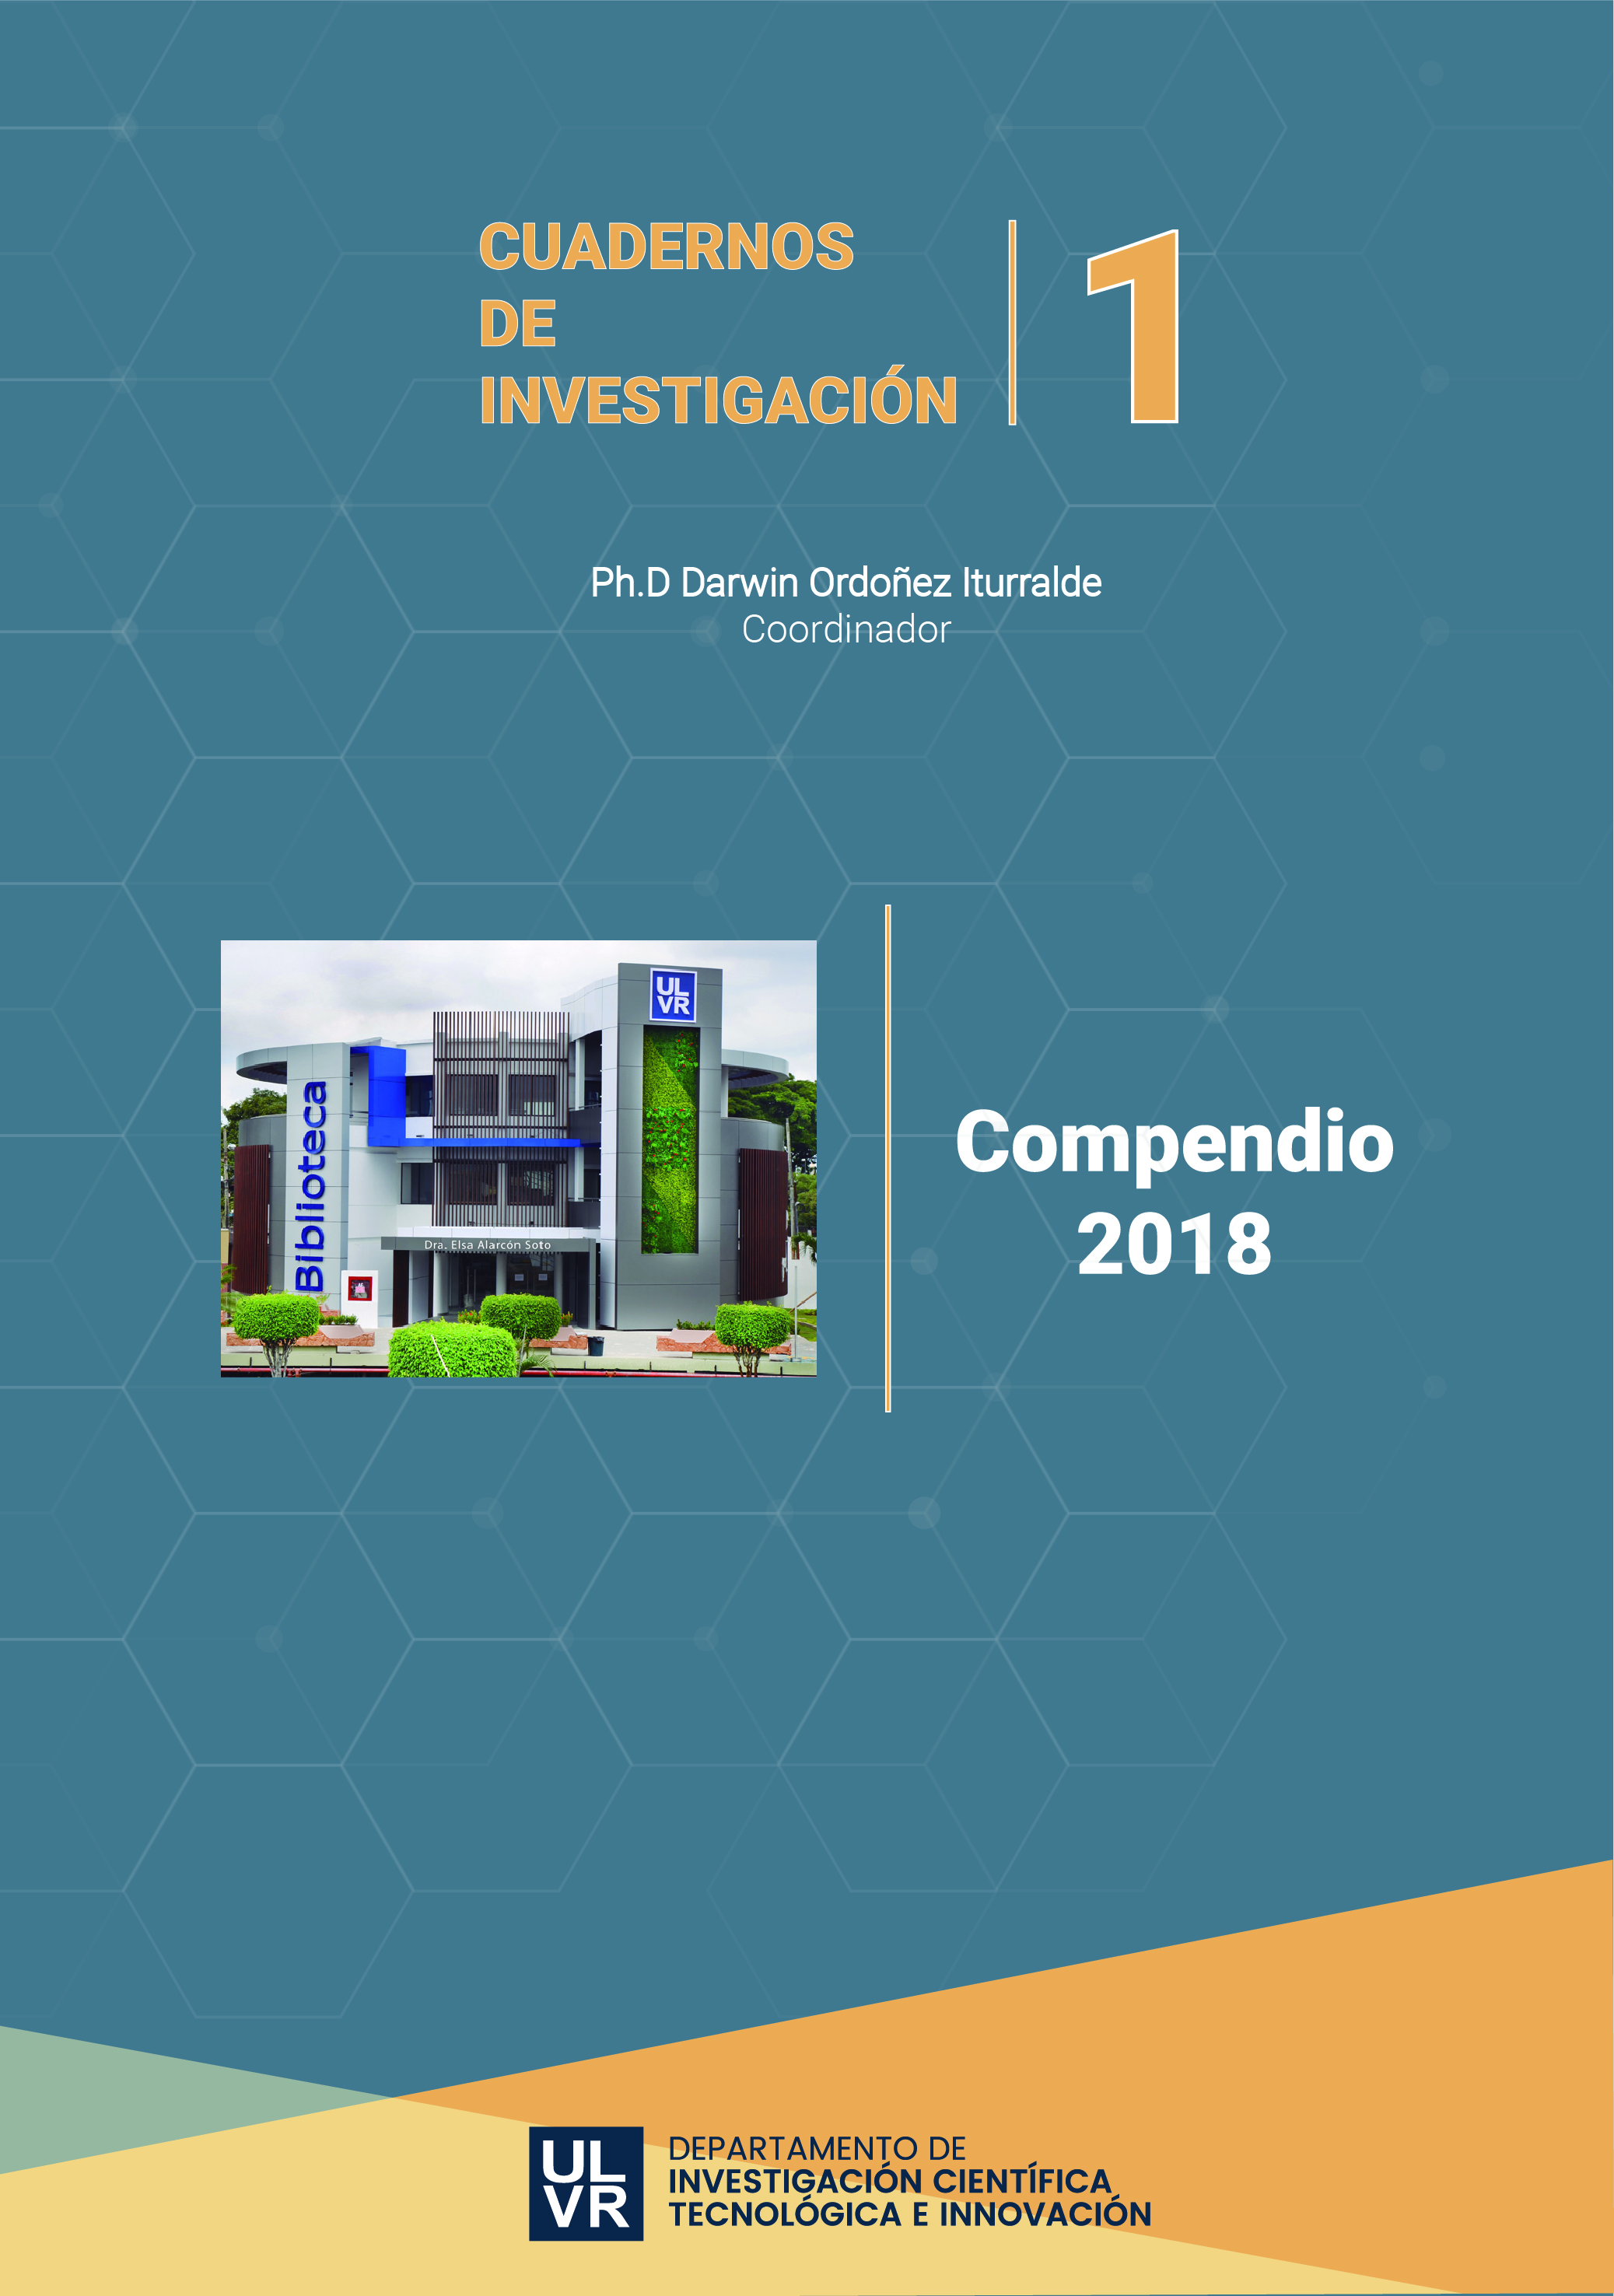 CUADERNOS
DE
INVESTIGACIÓN
1
Ph.D Darwin Ordoñez Iturralde
Coordinador
UL
VR
Biblioteca
Dra. Elsa Alarcón Soto
Compendio
2018
UL
VR
DEPARTAMENTO DE
INVESTIGACIÓN CIENTÍFICA
TECNOLÓGICA E INNOVACIÓN